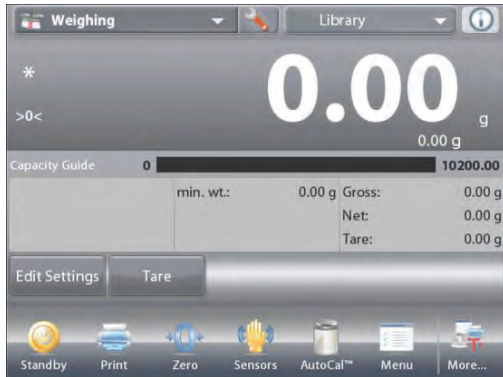 Weighing Library
*
>0<
0.00 g
0.00 g
Capacity Guide 0 10200.00
min. wt.: 0.00 g Gross: 0.00 g
Net: 0.00 g
Tare: 0.00 g
Edit Settings Tare
Standby Print Zero Sensors AutoCal™ Menu More...